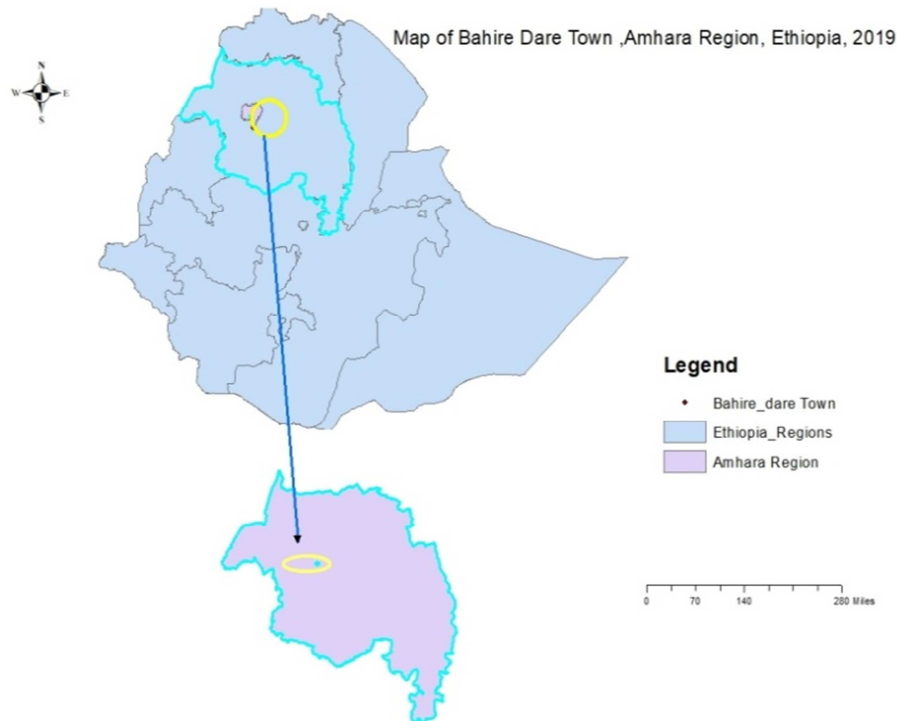 Map of Bahire Dare Town ,Amhara Region, Ethiopia, 2019
N
W E
S
Legend
Bahire_dare Town
Ethiopia_Regions
Amhara Region
0 70 140 280 Miles